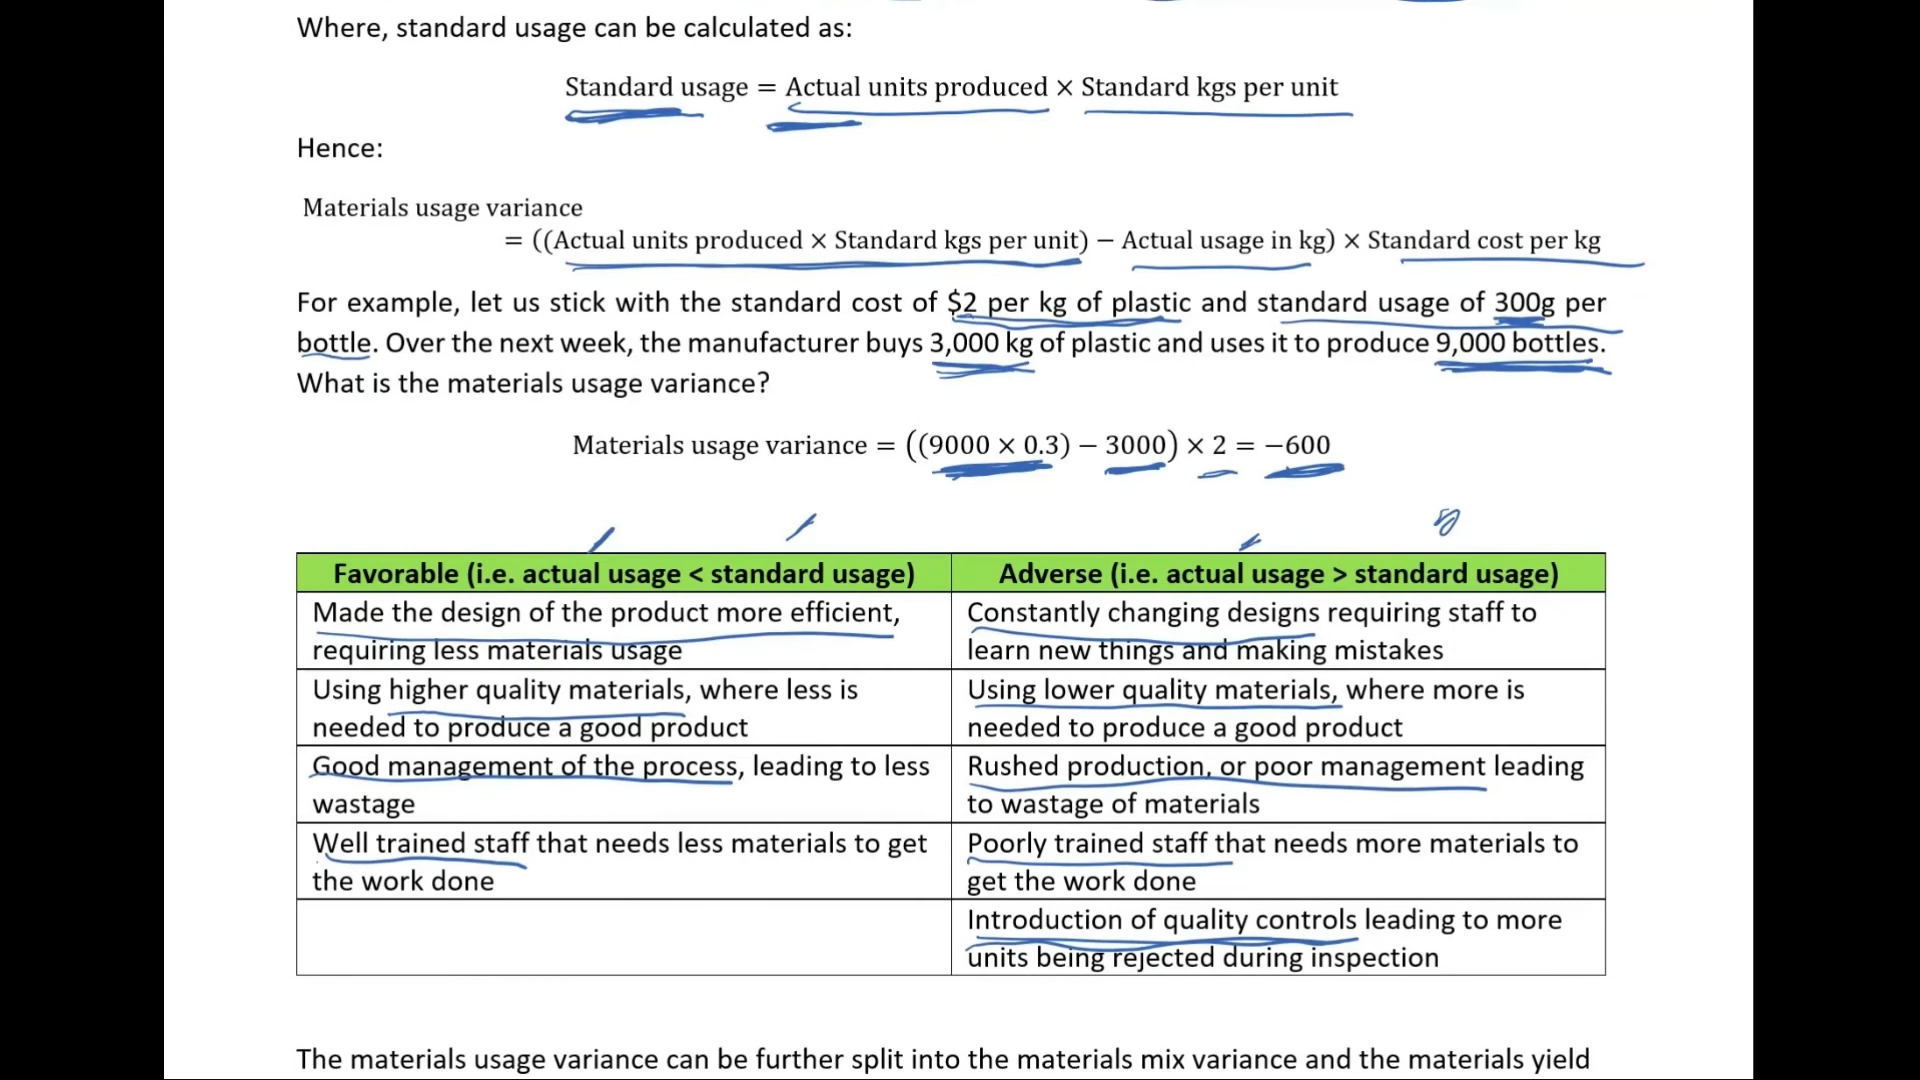 Where, standard usage can be calculated as:
Standard usage = Actual units produced × Standard kgs per unit
Hence:
Materials usage variance
= ((Actual units produced × Standard kgs per unit) − Actual usage in kg) × Standard cost per kg
For example, let us stick with the standard cost of $2 per kg of plastic and standard usage of 300g per
bottle. Over the next week, the manufacturer buys 3,000 kg of plastic and uses it to produce 9,000 bottles.
What is the materials usage variance?
Materials usage variance = ((9000 × 0.3) − 3000) × 2 = −600
Favorable (i.e. actual usage < standard usage)
Adverse (i.e. actual usage > standard usage)
Made the design of the product more efficient,
requiring less materials usage
Constantly changing designs requiring staff to
learn new things and making mistakes
Using higher quality materials, where less is
needed to produce a good product
Using lower quality materials, where more is
needed to produce a good product
Good management of the process, leading to less
wastage
Rushed production, or poor management leading
to wastage of materials
Well trained staff that needs less materials to get
the work done
Poorly trained staff that needs more materials to
get the work done
Introduction of quality controls leading to more
units being rejected during inspection
The materials usage variance can be further split into the materials mix variance and the materials yield